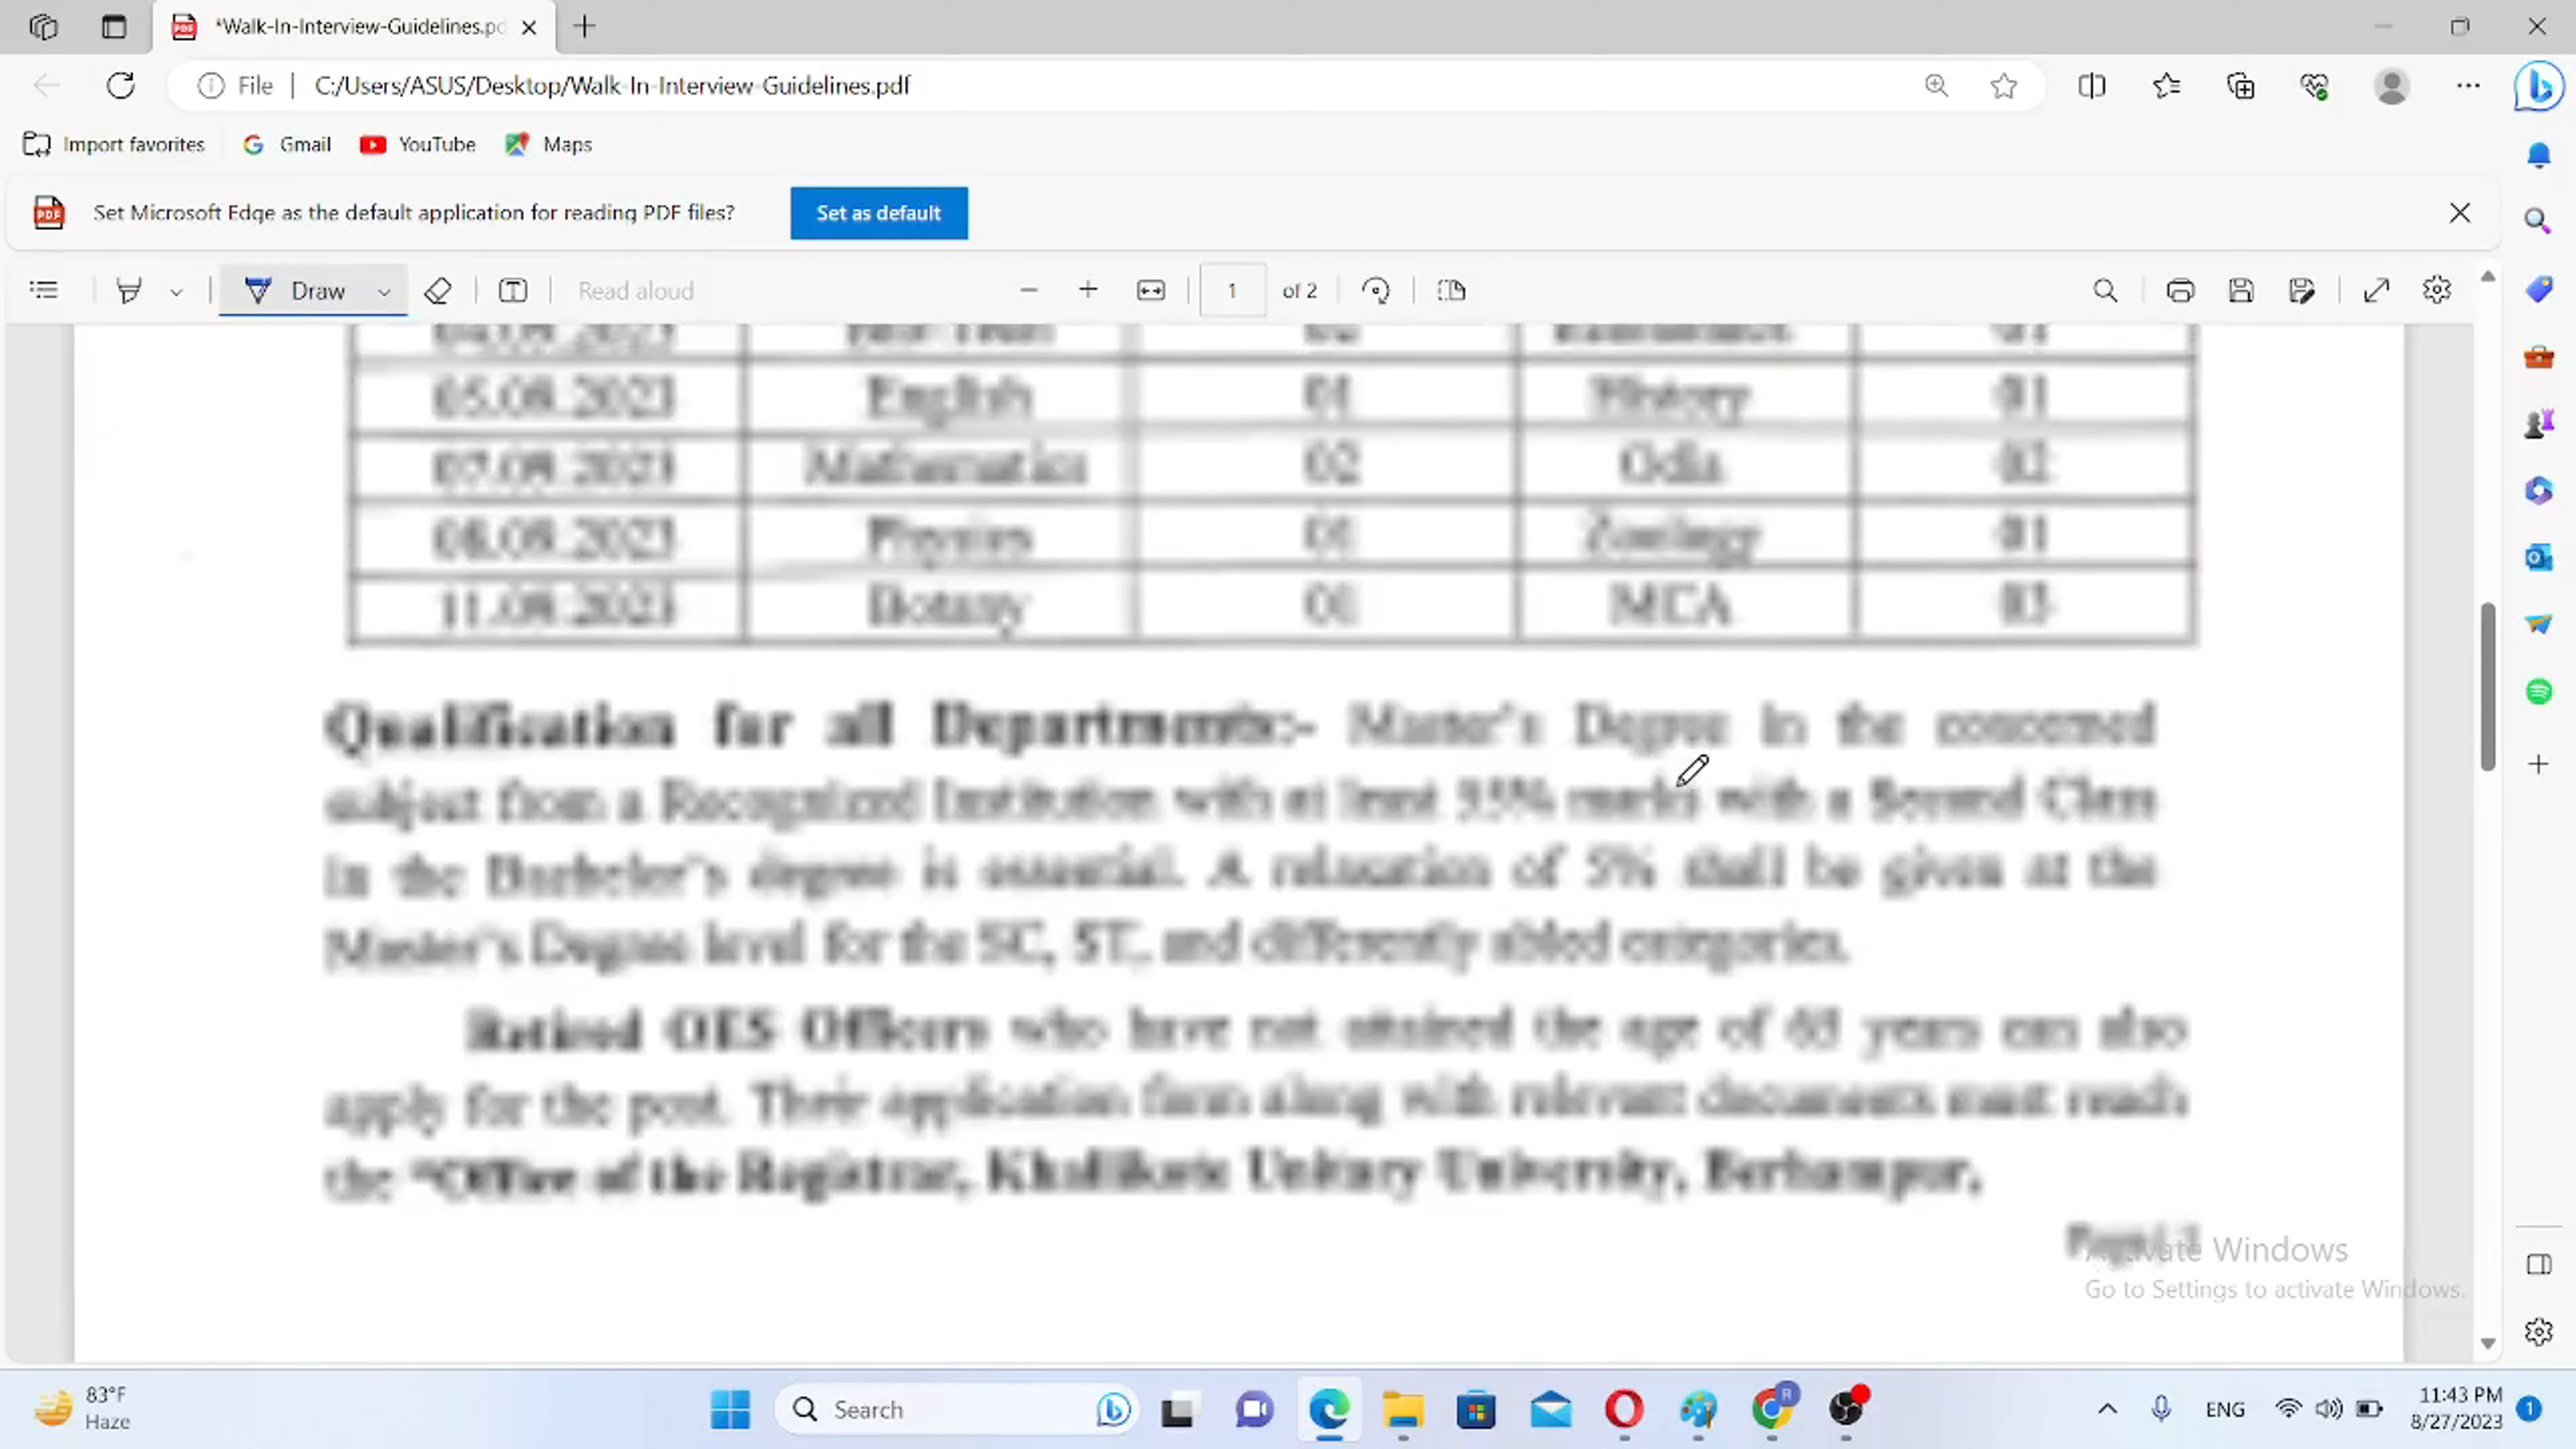 *Walk-In-Interview-Guidelines.pd
File | C:/Users/ASUS/Desktop/Walk-In-Interview-Guidelines.pdf
Import favorites Gmail YouTube Maps
Set Microsoft Edge as the default application for reading PDF files? Set as default
Draw Read aloud 1 of 2
05.09.2023 English 01 History 01
07.09.2023 Mathematics 02 Odia 02
08.09.2023 Physics 01 Zoology 01
11.09.2023 Botany 01 MCA 03
Qualification for all Departments:- Master's Degree in the concerned
subject from a Recognized Institution with at least 55% marks with a Second Class
in the Bachelor's degree is essential. A relaxation of 5% shall be given at the
Master's Degree level for the SC, ST, and differently abled categories.
Retired OES Officers who have not attained the age of 65 years can also
apply for the post. Their application form along with relevant documents must reach
the "Office of the Registrar, Khallikote Unitary University, Berhampur,
Activate Windows
Go to Settings to activate Windows.
83°F
Haze
Search
ENG
11:43 PM
8/27/2023
1